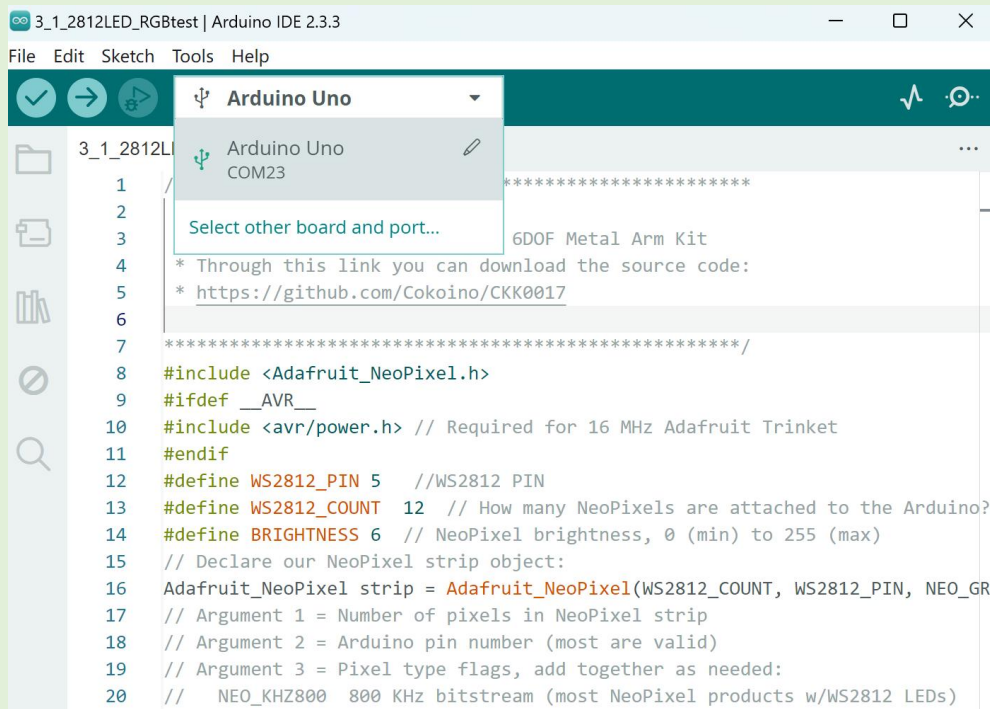 3_1_2812LED_RGBtest | Arduino IDE 2.3.3
File Edit Sketch Tools Help
Arduino Uno
3_1_2812L
Arduino Uno
COM23
Select other board and port...
1 / ***********************
2
3 6DOF Metal Arm Kit
4 * Through this link you can download the source code:
5 * https://github.com/Cokoino/CKK0017
6
7 *****************************************************/
8 #include <Adafruit_NeoPixel.h>
9 #ifdef __AVR__
10 #include <avr/power.h> // Required for 16 MHz Adafruit Trinket
11 #endif
12 #define WS2812_PIN 5 //WS2812 PIN
13 #define WS2812_COUNT 12 // How many NeoPixels are attached to the Arduino?
14 #define BRIGHTNESS 6 // NeoPixel brightness, 0 (min) to 255 (max)
15 // Declare our NeoPixel strip object:
16 Adafruit_NeoPixel strip = Adafruit_NeoPixel(WS2812_COUNT, WS2812_PIN, NEO_GR
17 // Argument 1 = Number of pixels in NeoPixel strip
18 // Argument 2 = Arduino pin number (most are valid)
19 // Argument 3 = Pixel type flags, add together as needed:
20 // NEO_KHZ800 800 KHz bitstream (most NeoPixel products w/WS2812 LEDs)